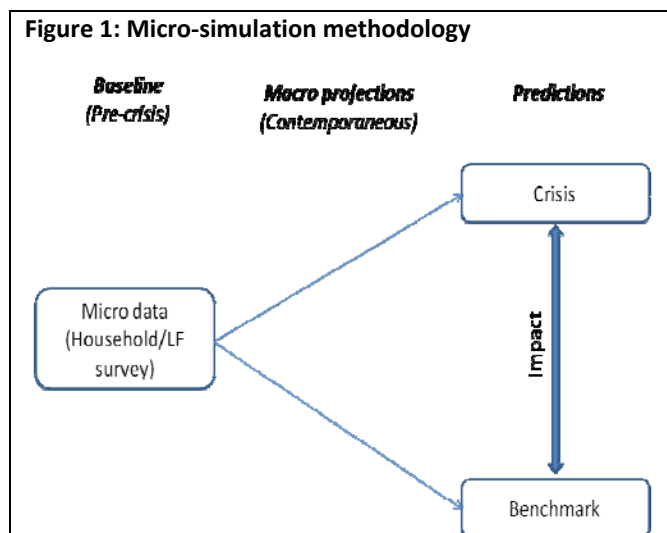 Figure 1: Micro-simulation methodology
Baseline
(Pre-crisis)
Macro projections
(Contemporaneous)
Predictions
Crisis
Micro data
(Household/LF
survey)
Impact
Benchmark